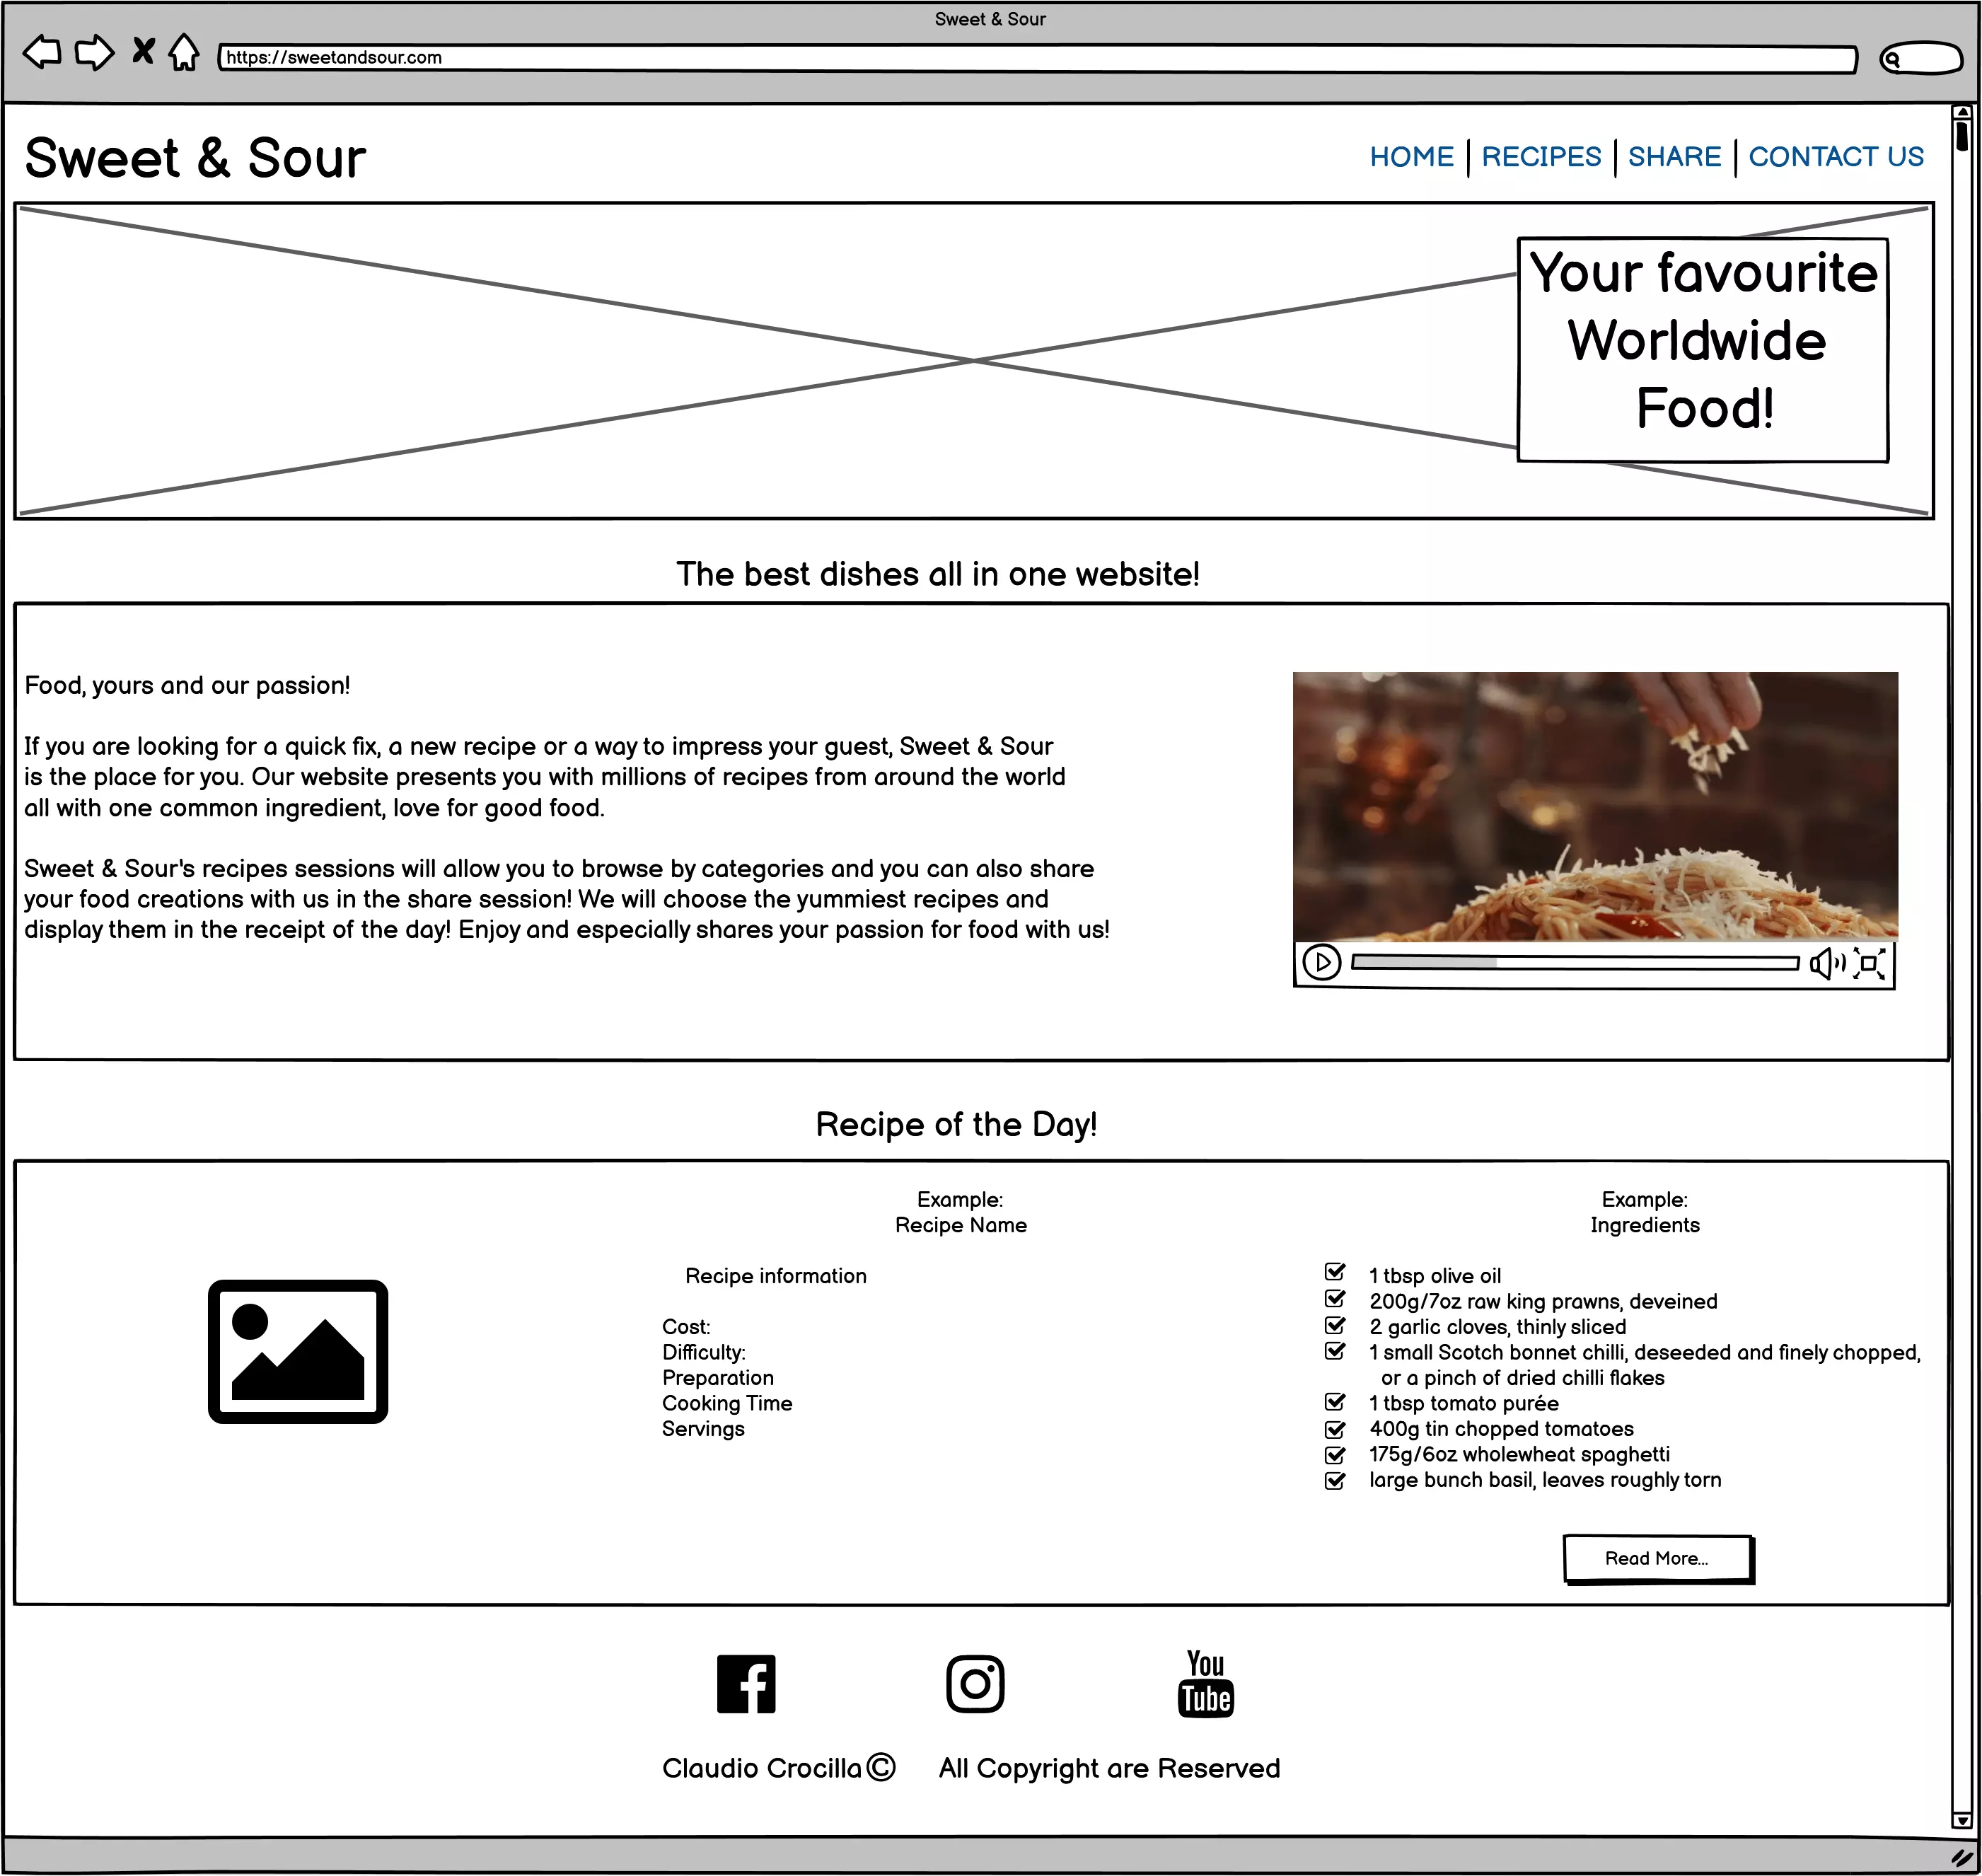 Sweet & Sour
https://sweetandsour.com
Sweet & Sour
HOME | RECIPES | SHARE | CONTACT US
Your favourite
Worldwide
Food!
The best dishes all in one website!
Food, yours and our passion!
If you are looking for a quick fix, a new recipe or a way to impress your guest, Sweet & Sour
is the place for you. Our website presents you with millions of recipes from around the world
all with one common ingredient, love for good food.
Sweet & Sour's recipes sessions will allow you to browse by categories and you can also share
your food creations with us in the share session! We will choose the yummiest recipes and
display them in the receipt of the day! Enjoy and especially shares your passion for food with us!
Recipe of the Day!
Example:
Recipe Name
Recipe information
Cost:
Difficulty:
Preparation
Cooking Time
Servings
Example:
Ingredients
1 tbsp olive oil
200g/7oz raw king prawns, deveined
2 garlic cloves, thinly sliced
1 small Scotch bonnet chilli, deseeded and finely chopped,
or a pinch of dried chilli flakes
1 tbsp tomato purée
400g tin chopped tomatoes
175g/6oz wholewheat spaghetti
large bunch basil, leaves roughly torn
Read More...
You
Tube
Claudio Crocilla © All Copyright are Reserved